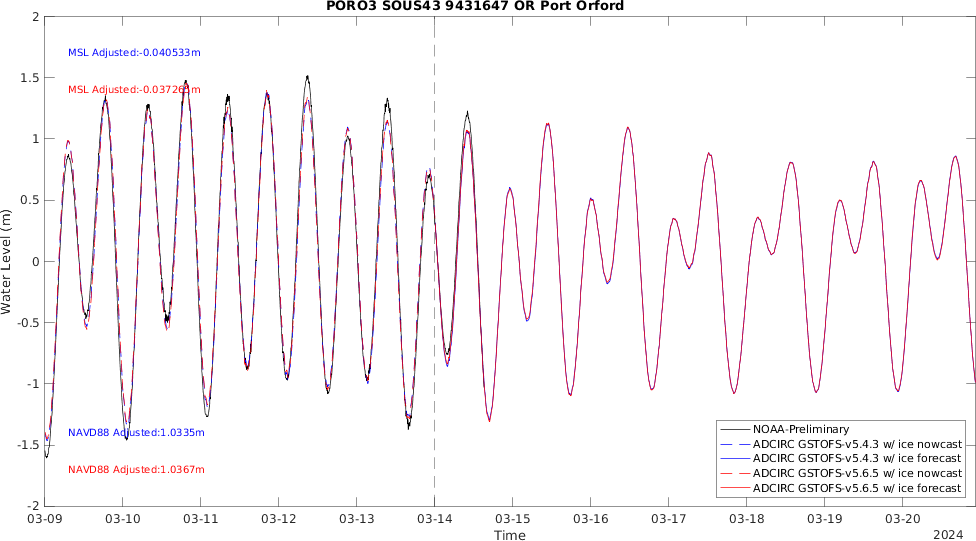 PORO3 SOUS43 9431647 OR Port Orford
2
1.5
1
0.5
0
-0.5
-1
-1.5
-2
Water Level (m)
MSL Adjusted:-0.040533m
MSL Adjusted:-0.037261m
NAVD88 Adjusted:1.0335m
NAVD88 Adjusted:1.0367m
NOAA-Preliminary
ADCIRC GSTOFS-v5.4.3 w/ ice nowcast
ADCIRC GSTOFS-v5.4.3 w/ ice forecast
ADCIRC GSTOFS-v5.6.5 w/ ice nowcast
ADCIRC GSTOFS-v5.6.5 w/ ice forecast
03-09 03-10 03-11 03-12 03-13 03-14 03-15 03-16 03-17 03-18 03-19 03-20
Time
2024